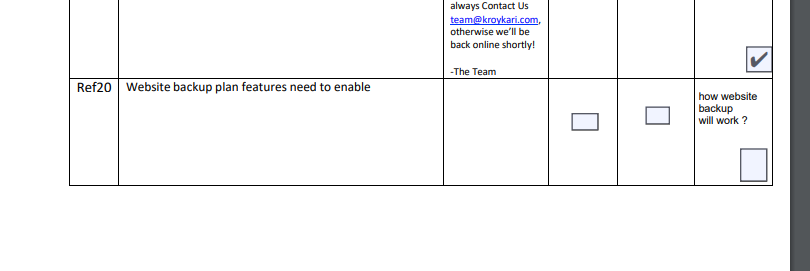 always Contact Us
team@kroykari.com,
otherwise we'll be
back online shortly!
-The Team
Ref20 Website backup plan features need to enable
how website
backup
will work ?